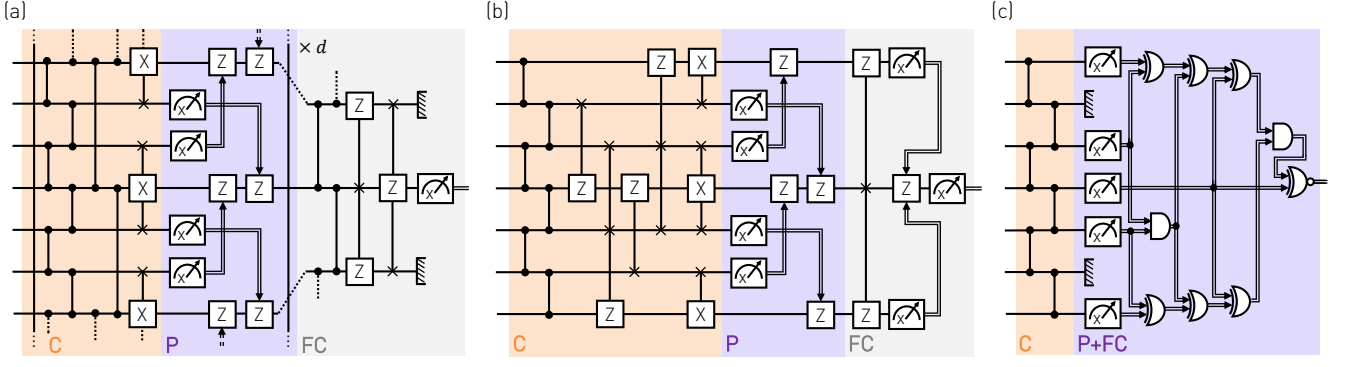 (a) (b) (c)
× d
X Z Z
X Z Z
X Z X Z
x
x
Z
x Z Z
X Z Z Z x
x
x
Z
X Z Z
C P FC
Z X Z Z
x
x
Z Z X Z Z Z x
x
x
Z X Z Z
C P FC
x
x
x
x
x
C P+FC